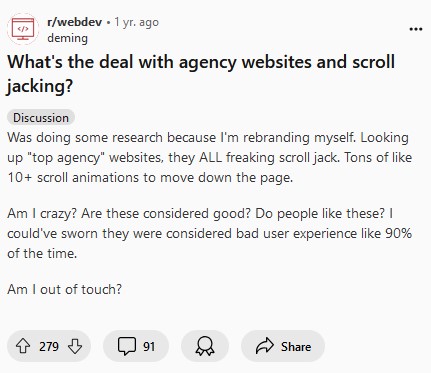 r/webdev • 1 yr. ago
deming
What's the deal with agency websites and scroll
jacking?
Discussion
Was doing some research because I'm rebranding myself. Looking
up "top agency" websites, they ALL freaking scroll jack. Tons of like
10+ scroll animations to move down the page.
Am I crazy? Are these considered good? Do people like these? I
could've sworn they were considered bad user experience like 90%
of the time.
Am I out of touch?
279 91 Share